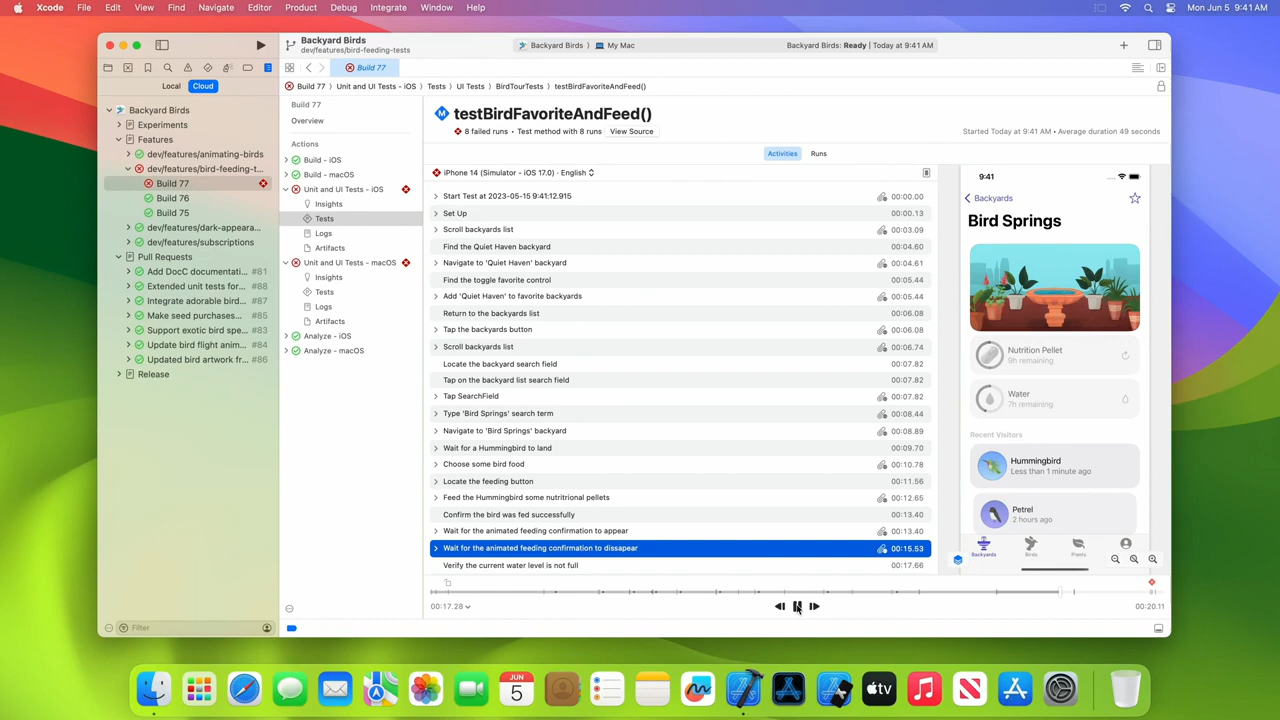 Xcode File Edit View Find Navigate Editor Product Debug Integrate Window Help Mon Jun 5 9:41 AM
Backyard Birds
dev/features/bird-feeding-tests
Backyard Birds My Mac Backyard Birds: Ready | Today at 9:41 AM
Build 77
Local Cloud
Build 77 Unit and UI Tests - iOS Tests UI Tests BirdTourTests testBirdFavoriteAndFeed()
Backyard Birds
Experiments
Features
dev/features/animating-birds
dev/features/bird-feeding-t...
Build 77
Build 76
Build 75
dev/features/dark-appeara...
dev/features/subscriptions
Pull Requests
Add DocC documentati... #81
Extended unit tests for... #88
Integrate adorable bird... #87
Make seed purchases... #85
Support exotic bird spe... #83
Update bird flight anim... #84
Updated bird artwork fr... #86
Release
Filter
Build 77
Overview
Actions
Build - iOS
Build - macOS
Unit and UI Tests - iOS
Insights
Tests
Logs
Artifacts
Unit and UI Tests - macOS
Insights
Tests
Logs
Artifacts
Analyze - iOS
Analyze - macOS
testBirdFavoriteAndFeed()
8 failed runs • Test method with 8 runs View Source Started Today at 9:41 AM • Average duration 49 seconds
Activities Runs
iPhone 14 (Simulator - iOS 17.0) · English
Start Test at 2023-05-15 9:41:12.915 00:00.00
Set Up 00:00.13
Scroll backyards list 00:03.09
Find the Quiet Haven backyard 00:04.60
Navigate to 'Quiet Haven' backyard 00:04.61
Find the toggle favorite control 00:05.44
Add 'Quiet Haven' to favorite backyards 00:05.44
Return to the backyards list 00:06.08
Tap the backyards button 00:06.08
Scroll backyards list 00:06.74
Locate the backyard search field 00:07.82
Tap on the backyard list search field 00:07.82
Tap SearchField 00:07.82
Type 'Bird Springs' search term 00:08.44
Navigate to 'Bird Springs' backyard 00:08.89
Wait for a Hummingbird to land 00:09.70
Choose some bird food 00:10.78
Locate the feeding button 00:11.56
Feed the Hummingbird some nutritrional pellets 00:12.65
Confirm the bird was fed successfully 00:13.40
Wait for the animated feeding confirmation to appear 00:13.40
Wait for the animated feeding confirmation to dissapear 00:15.53
Verify the current water level is not full 00:17.66
00:17.28 00:20.11
9:41
Backyards
Bird Springs
Nutrition Pellet
9h remaining
Water
7h remaining
Recent Visitors
Hummingbird
Less than 1 minute ago
Petrel
2 hours ago
Backyards Birds Plants Account
JUN
5
tv